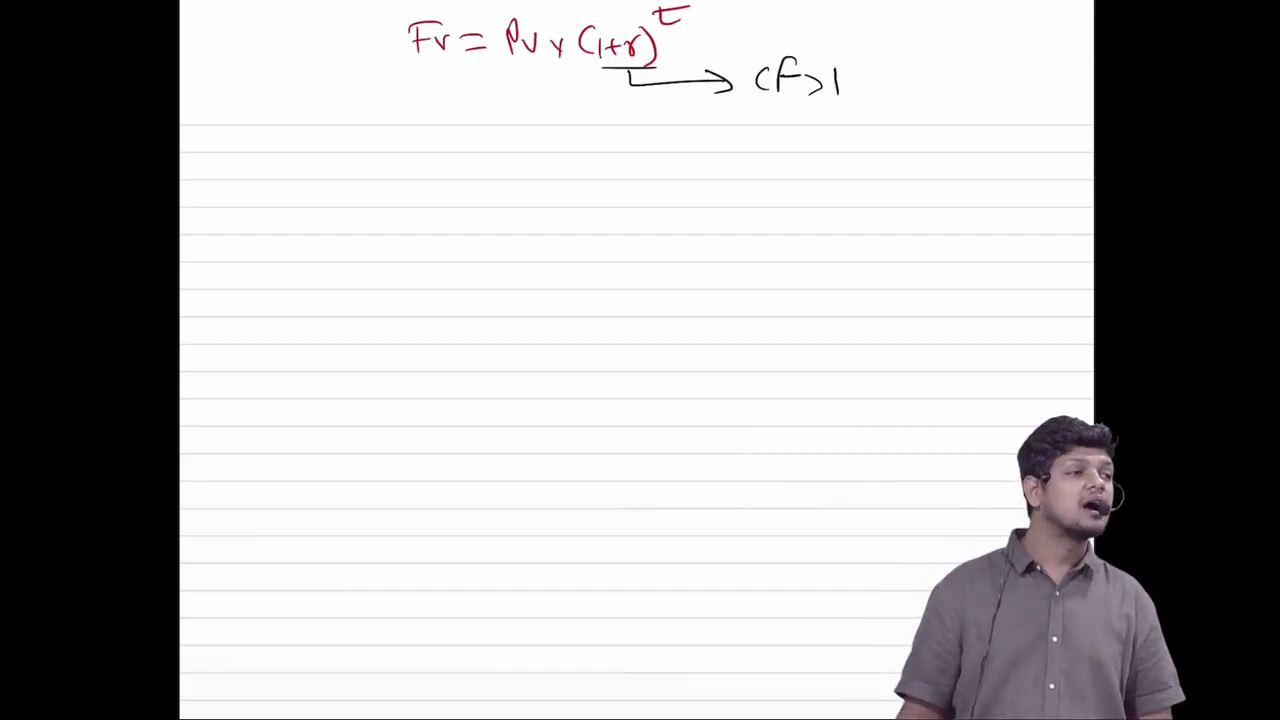 Fv = Pv × (1+r)^t
CF > 1